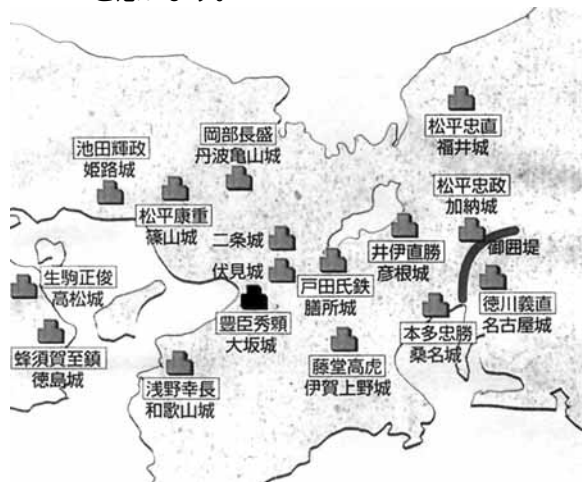 松平忠直
福井城
岡部長盛
丹波亀山城
池田輝政
姫路城
松平忠政
加納城
松平康重
篠山城
二条城
井伊直勝
彦根城
御囲堤
伏見城
生駒正俊
高松城
戸田氏鉄
膳所城
徳川義直
名古屋城
豊臣秀頼
大坂城
本多忠勝
桑名城
蜂須賀至鎮
徳島城
藤堂高虎
伊賀上野城
浅野幸長
和歌山城